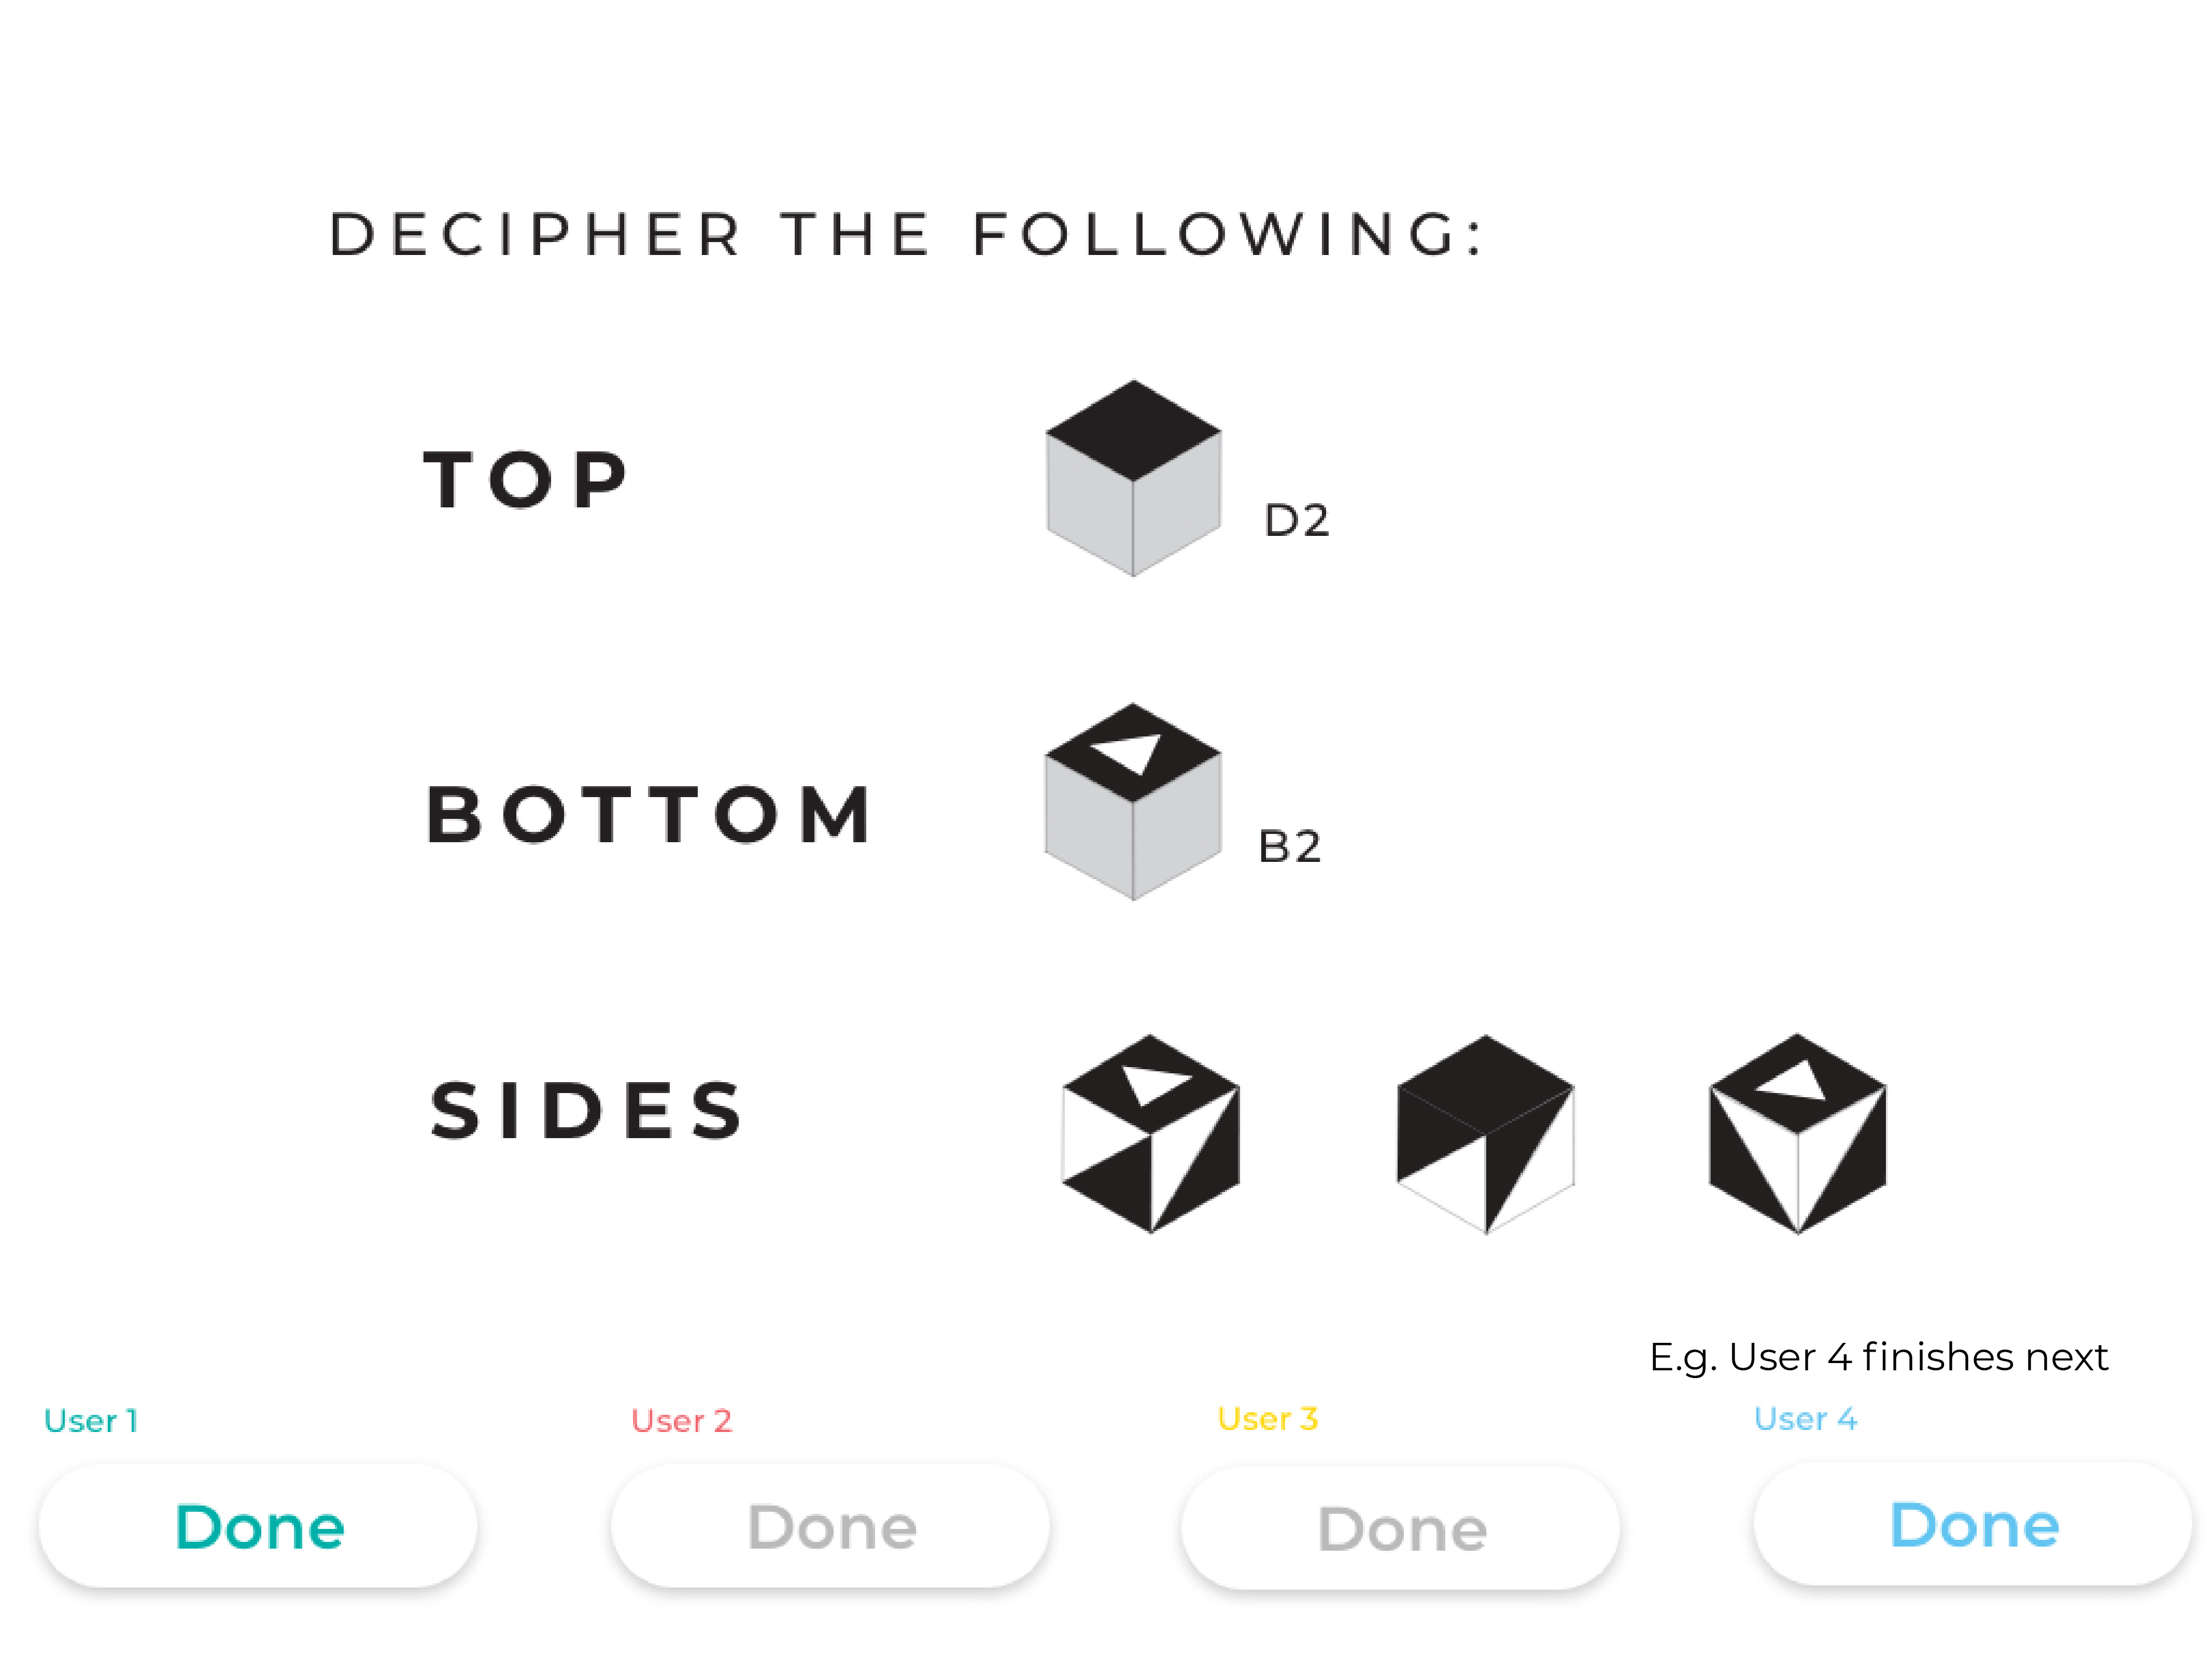 DECIPHER THE FOLLOWING:
TOP
D2
BOTTOM
B2
SIDES
E.g. User 4 finishes next
User 1
User 2
User 3
User 4
Done
Done
Done
Done